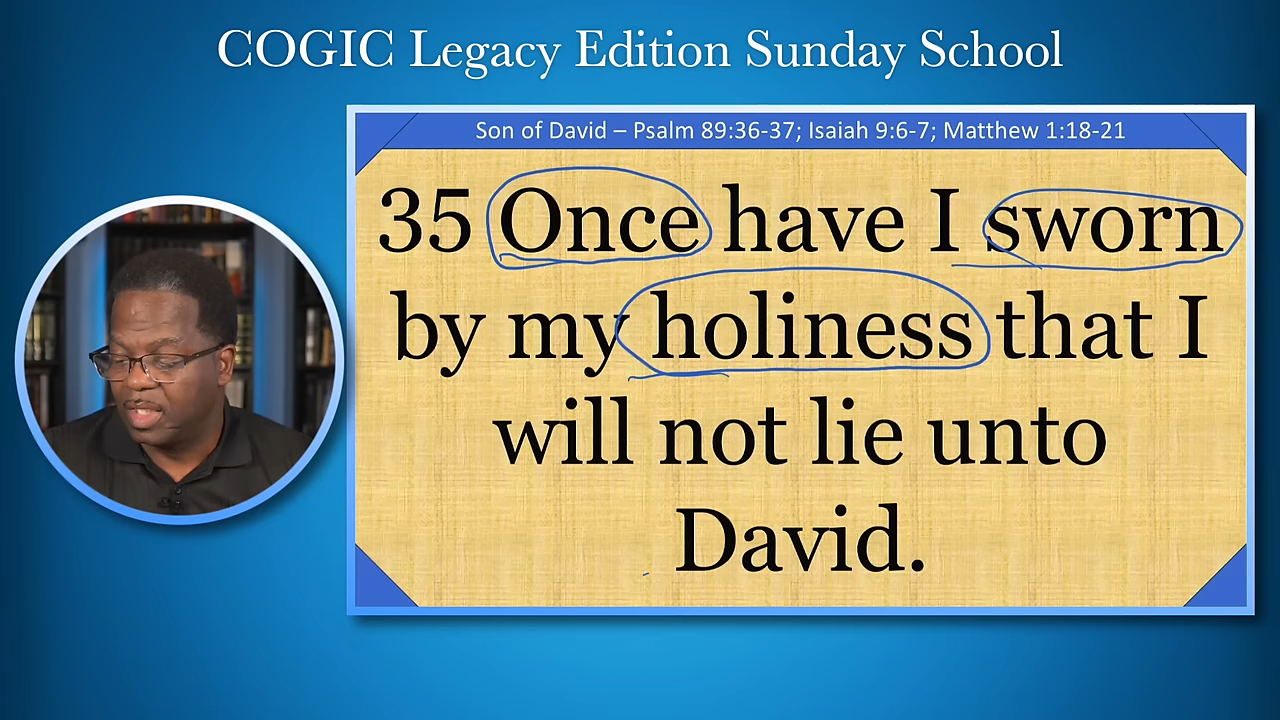 COGIC Legacy Edition Sunday School
Son of David – Psalm 89:36-37; Isaiah 9:6-7; Matthew 1:18-21
35 Once have I sworn
by my holiness that I
will not lie unto
David.